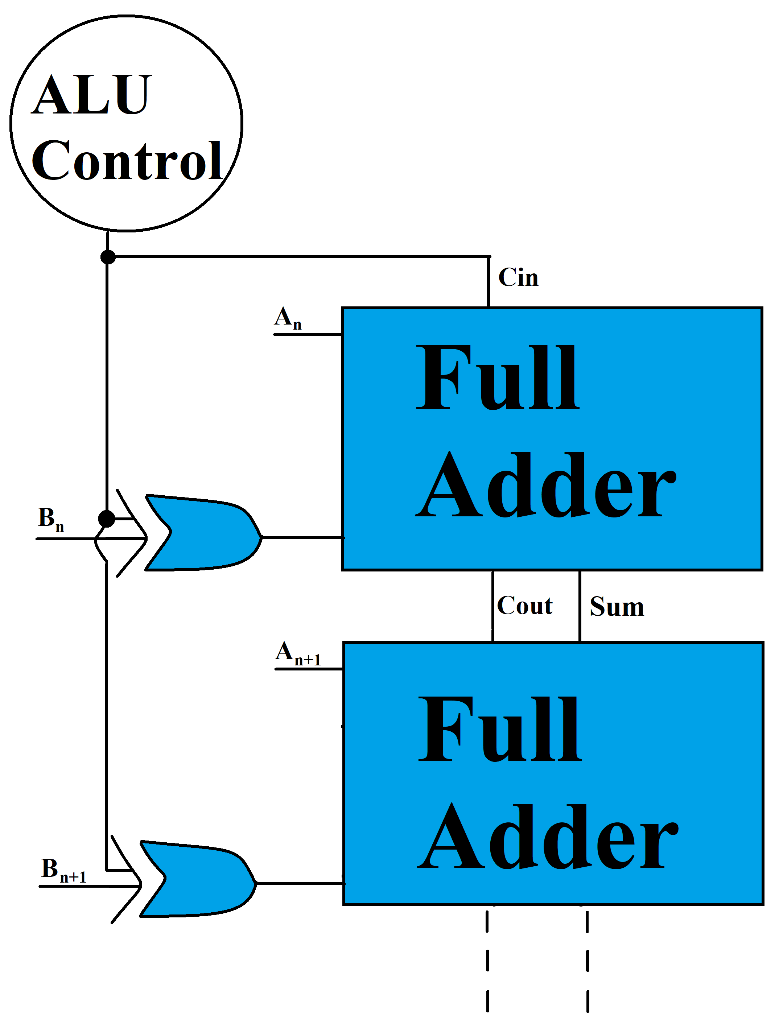 ALU
Control
Cin
Aₙ
Full
Adder
Bₙ
Cout Sum
Aₙ₊₁
Full
Adder
Bₙ₊₁